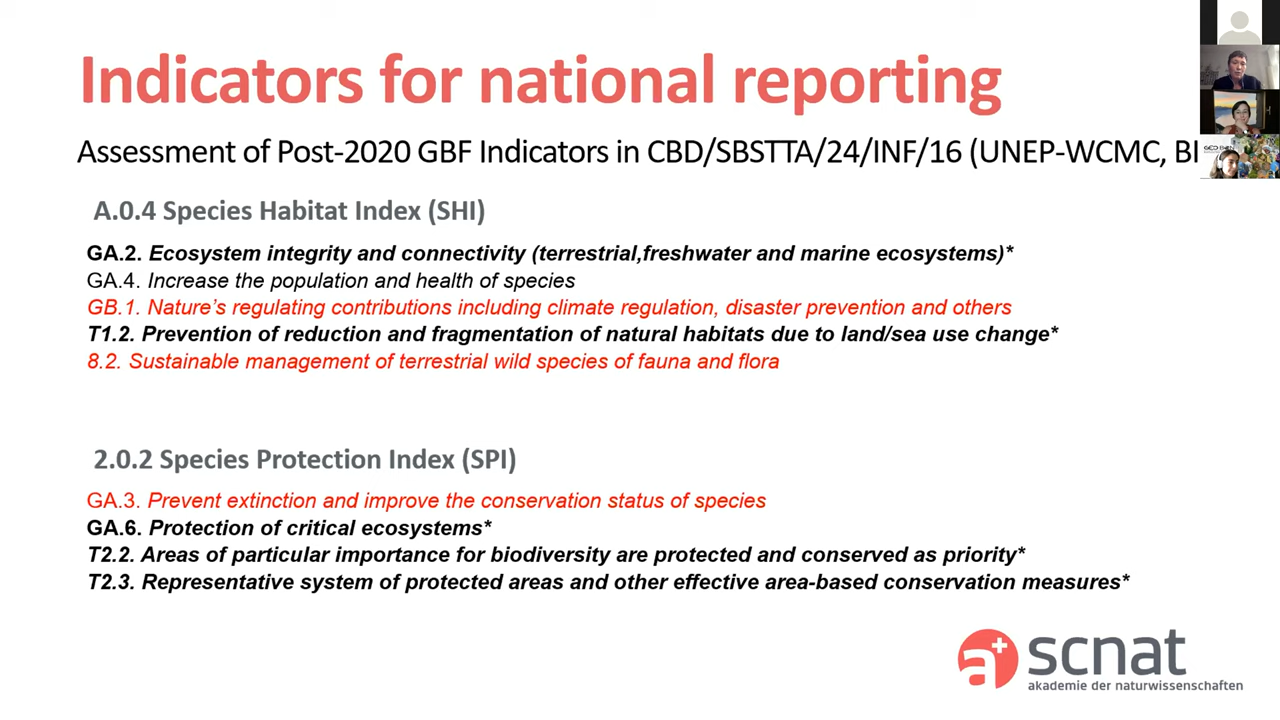 Indicators for national reporting
Assessment of Post-2020 GBF Indicators in CBD/SBSTTA/24/INF/16 (UNEP-WCMC, BI
A.0.4 Species Habitat Index (SHI)
GA.2. Ecosystem integrity and connectivity (terrestrial,freshwater and marine ecosystems)*
GA.4. Increase the population and health of species
GB.1. Nature's regulating contributions including climate regulation, disaster prevention and others
T1.2. Prevention of reduction and fragmentation of natural habitats due to land/sea use change*
8.2. Sustainable management of terrestrial wild species of fauna and flora
2.0.2 Species Protection Index (SPI)
GA.3. Prevent extinction and improve the conservation status of species
GA.6. Protection of critical ecosystems*
T2.2. Areas of particular importance for biodiversity are protected and conserved as priority*
T2.3. Representative system of protected areas and other effective area-based conservation measures*
a+ scnat
akademie der naturwissenschaften